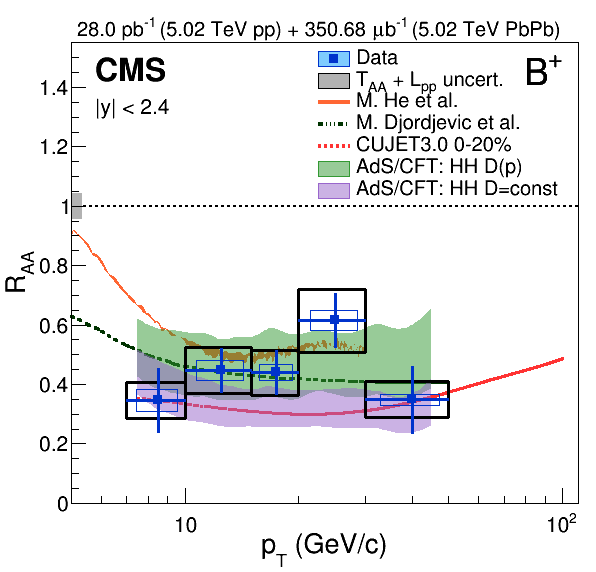 28.0 pb⁻¹ (5.02 TeV pp) + 350.68 μb⁻¹ (5.02 TeV PbPb)
CMS
B⁺
|y| < 2.4
Data
T_AA + L_pp uncert.
M. He et al.
M. Djordjevic et al.
CUJET3.0 0-20%
AdS/CFT: HH D(p)
AdS/CFT: HH D=const
R_AA
1.4
1.2
1
0.8
0.6
0.4
0.2
0
10
10²
p_T (GeV/c)